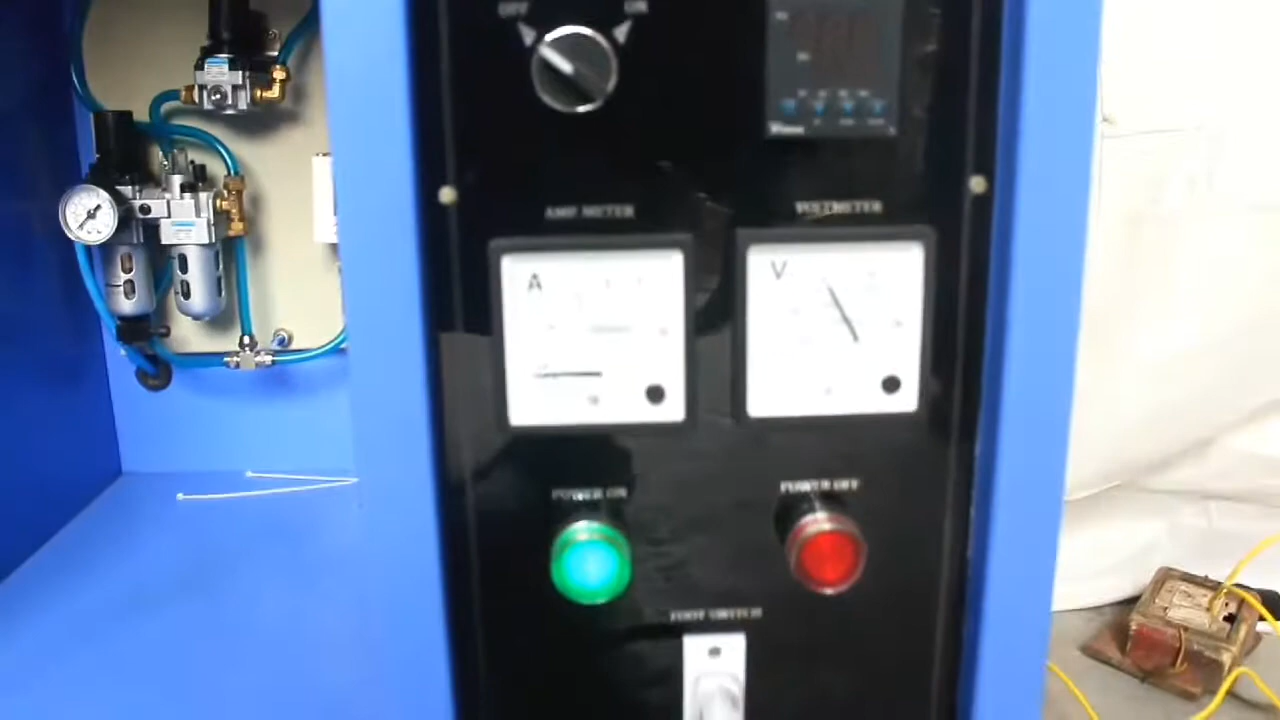 OFF
ON
AMP. METER
VOLTMETER
A
V
POWER ON
POWER OFF
FOOT SWITCH